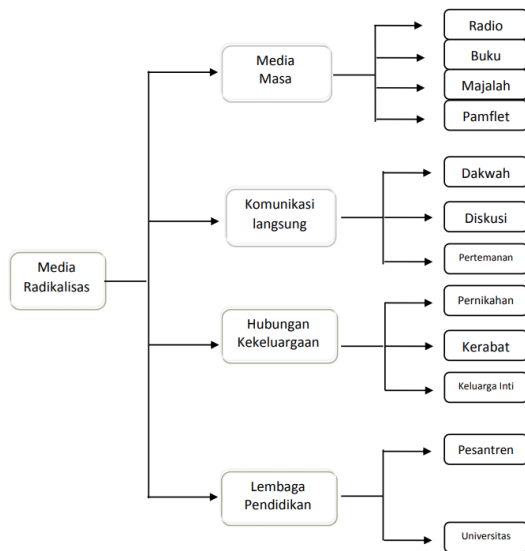 Media
Radikalisas
Media
Masa
Radio
Buku
Majalah
Pamflet
Komunikasi
langsung
Dakwah
Diskusi
Pertemanan
Hubungan
Kekeluargaan
Pernikahan
Kerabat
Keluarga Inti
Lembaga
Pendidikan
Pesantren
Universitas